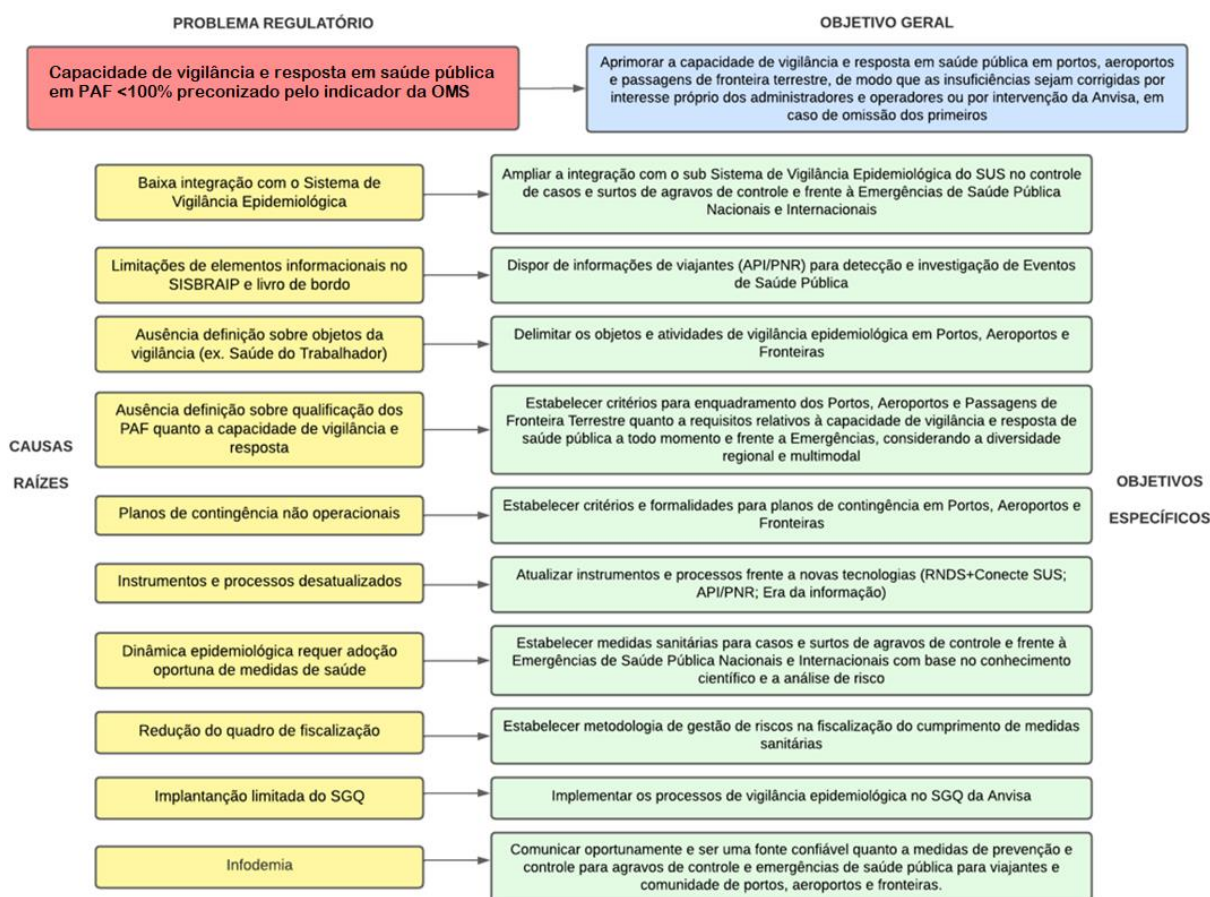 PROBLEMA REGULATÓRIO
OBJETIVO GERAL
Capacidade de vigilância e resposta em saúde pública
em PAF <100% preconizado pelo indicador da OMS
Aprimorar a capacidade de vigilância e resposta em saúde pública em portos, aeroportos
e passagens de fronteira terrestre, de modo que as insuficiências sejam corrigidas por
interesse próprio dos administradores e operadores ou por intervenção da Anvisa, em
caso de omissão dos primeiros
Baixa integração com o Sistema de
Vigilância Epidemiológica
Ampliar a integração com o sub Sistema de Vigilância Epidemiológica do SUS no controle
de casos e surtos de agravos de controle e frente à Emergências de Saúde Pública
Nacionais e Internacionais
Limitações de elementos informacionais no
SISBRAIP e livro de bordo
Dispor de informações de viajantes (API/PNR) para detecção e investigação de Eventos
de Saúde Pública
Ausência definição sobre objetos da
vigilância (ex. Saúde do Trabalhador)
Delimitar os objetos e atividades de vigilância epidemiológica em Portos, Aeroportos e
Fronteiras
Ausência definição sobre qualificação dos
PAF quanto a capacidade de vigilância e
resposta
Estabelecer critérios para enquadramento dos Portos, Aeroportos e Passagens de
Fronteira Terrestre quanto a requisitos relativos à capacidade de vigilância e resposta de
saúde pública a todo momento e frente a Emergências, considerando a diversidade
regional e multimodal
CAUSAS
RAÍZES
OBJETIVOS
ESPECÍFICOS
Planos de contingência não operacionais
Estabelecer critérios e formalidades para planos de contingência em Portos, Aeroportos e
Fronteiras
Instrumentos e processos desatualizados
Atualizar instrumentos e processos frente a novas tecnologias (RNDS+Conecte SUS;
API/PNR; Era da informação)
Dinâmica epidemiológica requer adoção
oportuna de medidas de saúde
Estabelecer medidas sanitárias para casos e surtos de agravos de controle e frente à
Emergências de Saúde Pública Nacionais e Internacionais com base no conhecimento
científico e a análise de risco
Redução do quadro de fiscalização
Estabelecer metodologia de gestão de riscos na fiscalização do cumprimento de medidas
sanitárias
Implantanção limitada do SGQ
Implementar os processos de vigilância epidemiológica no SGQ da Anvisa
Infodemia
Comunicar oportunamente e ser uma fonte confiável quanto a medidas de prevenção e
controle para agravos de controle e emergências de saúde pública para viajantes e
comunidade de portos, aeroportos e fronteiras.